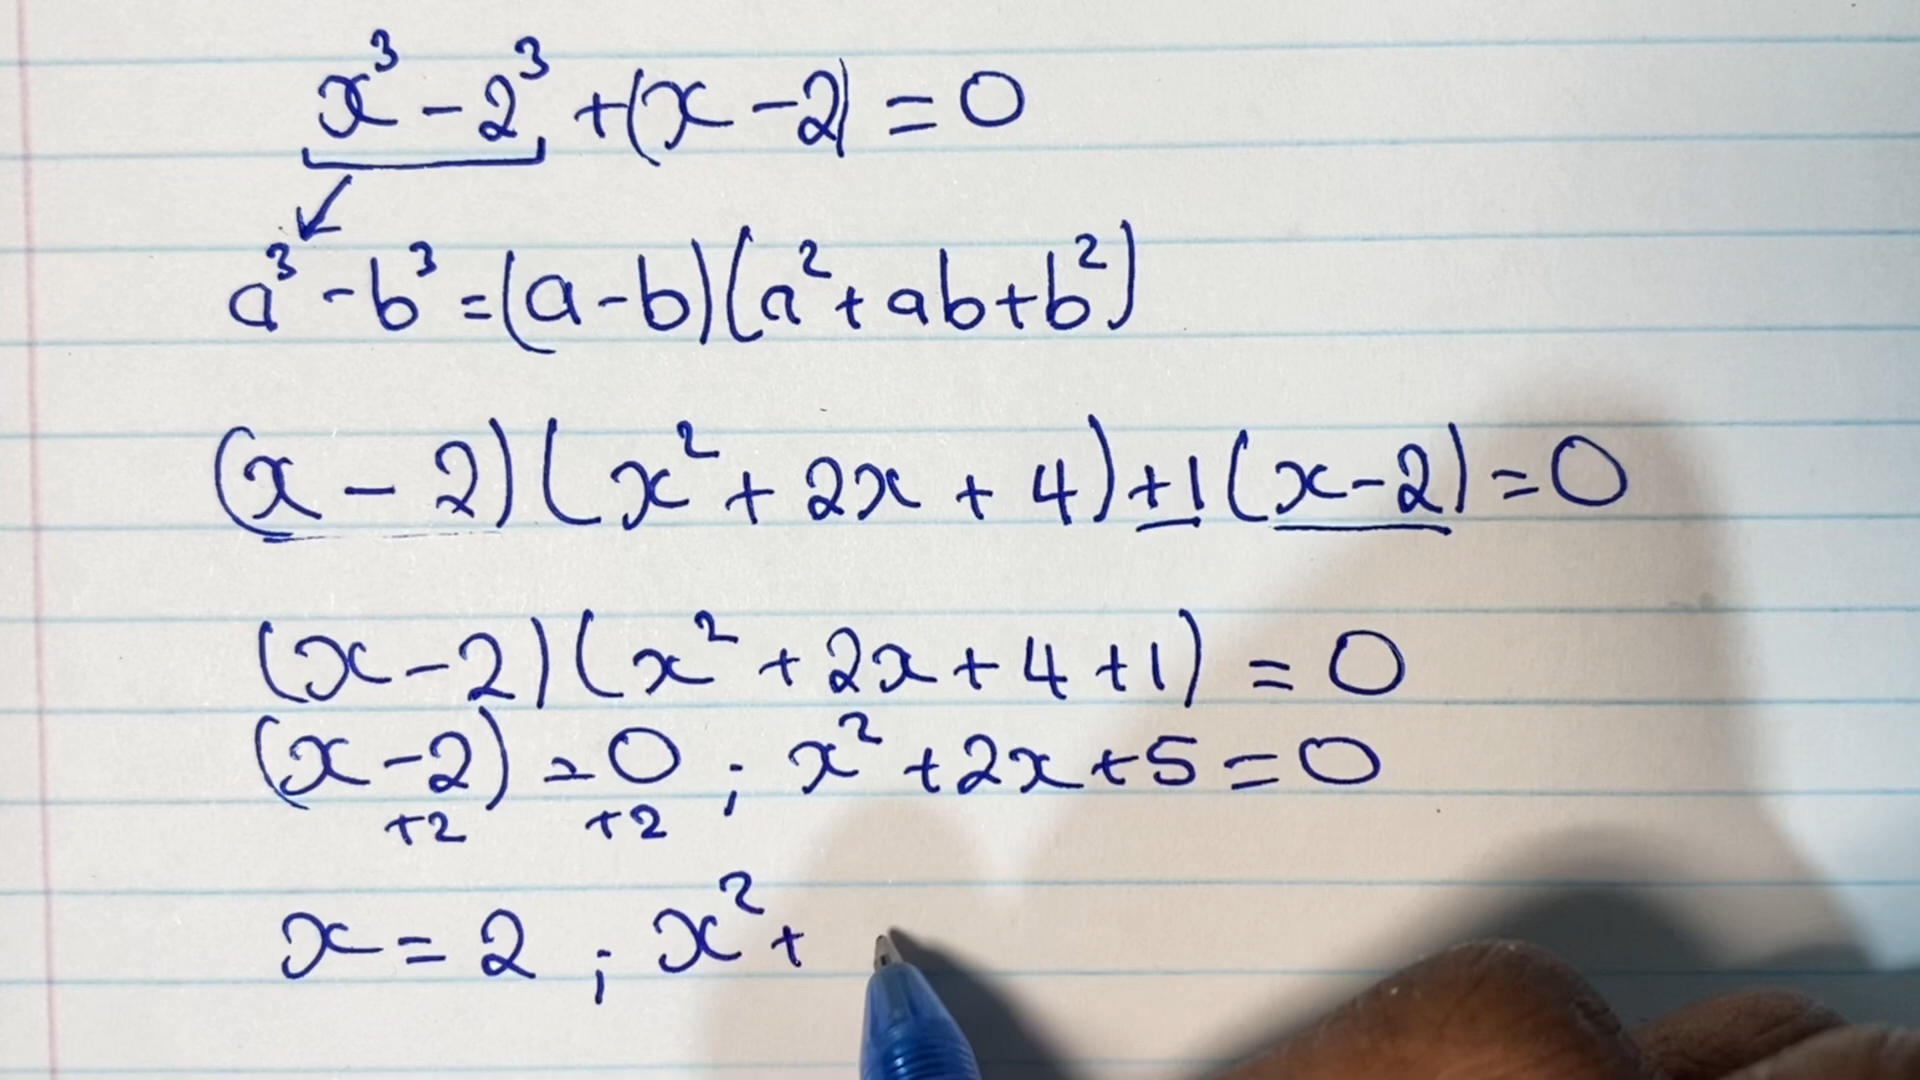 x³ - 2³ + (x - 2) = 0
a³ - b³ = (a - b)(a² + ab + b²)
(x - 2)(x² + 2x + 4) + 1(x - 2) = 0
(x - 2)(x² + 2x + 4 + 1) = 0
(x - 2) = 0 ; x² + 2x + 5 = 0
+2 +2
x = 2 ; x² +